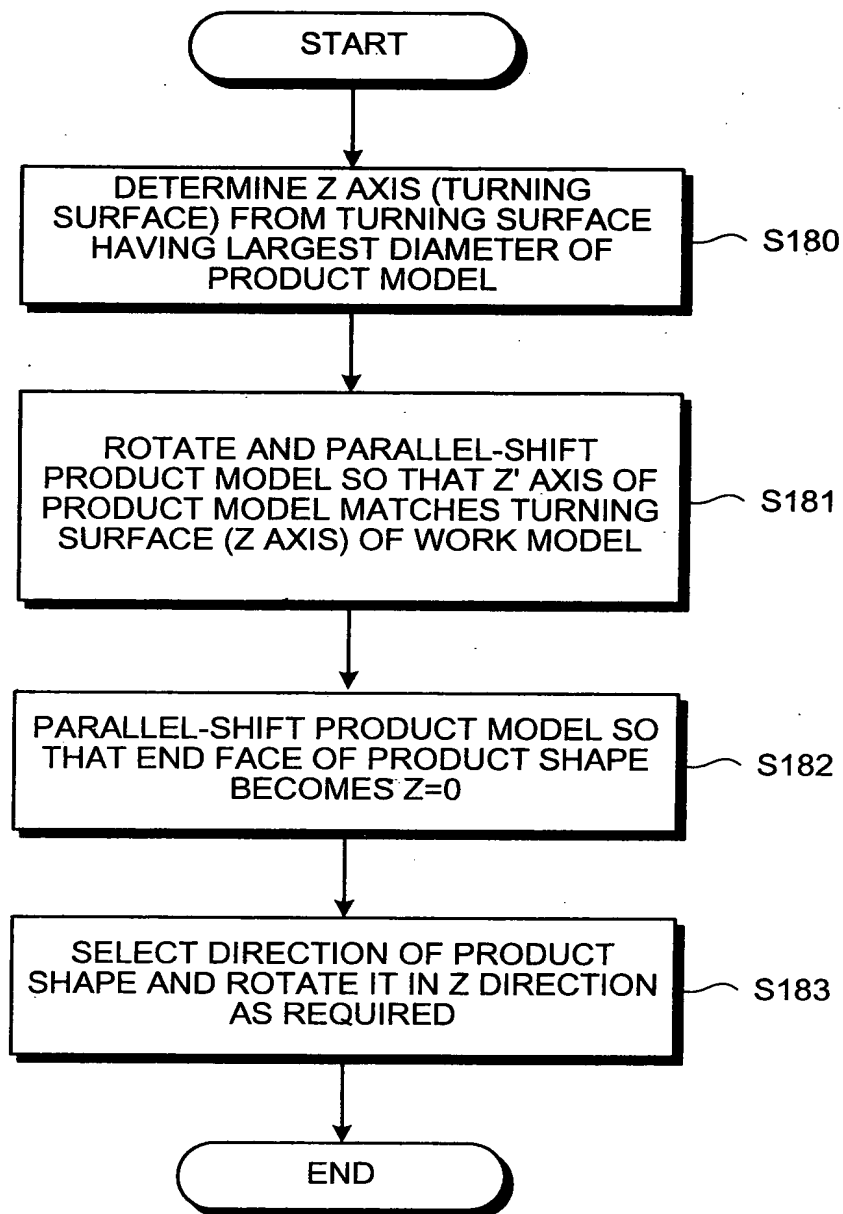 START
DETERMINE Z AXIS (TURNING
SURFACE) FROM TURNING SURFACE
HAVING LARGEST DIAMETER OF
PRODUCT MODEL
S180
ROTATE AND PARALLEL-SHIFT
PRODUCT MODEL SO THAT Z' AXIS OF
PRODUCT MODEL MATCHES TURNING
SURFACE (Z AXIS) OF WORK MODEL
S181
PARALLEL-SHIFT PRODUCT MODEL SO
THAT END FACE OF PRODUCT SHAPE
BECOMES Z=0
S182
SELECT DIRECTION OF PRODUCT
SHAPE AND ROTATE IT IN Z DIRECTION
AS REQUIRED
S183
END